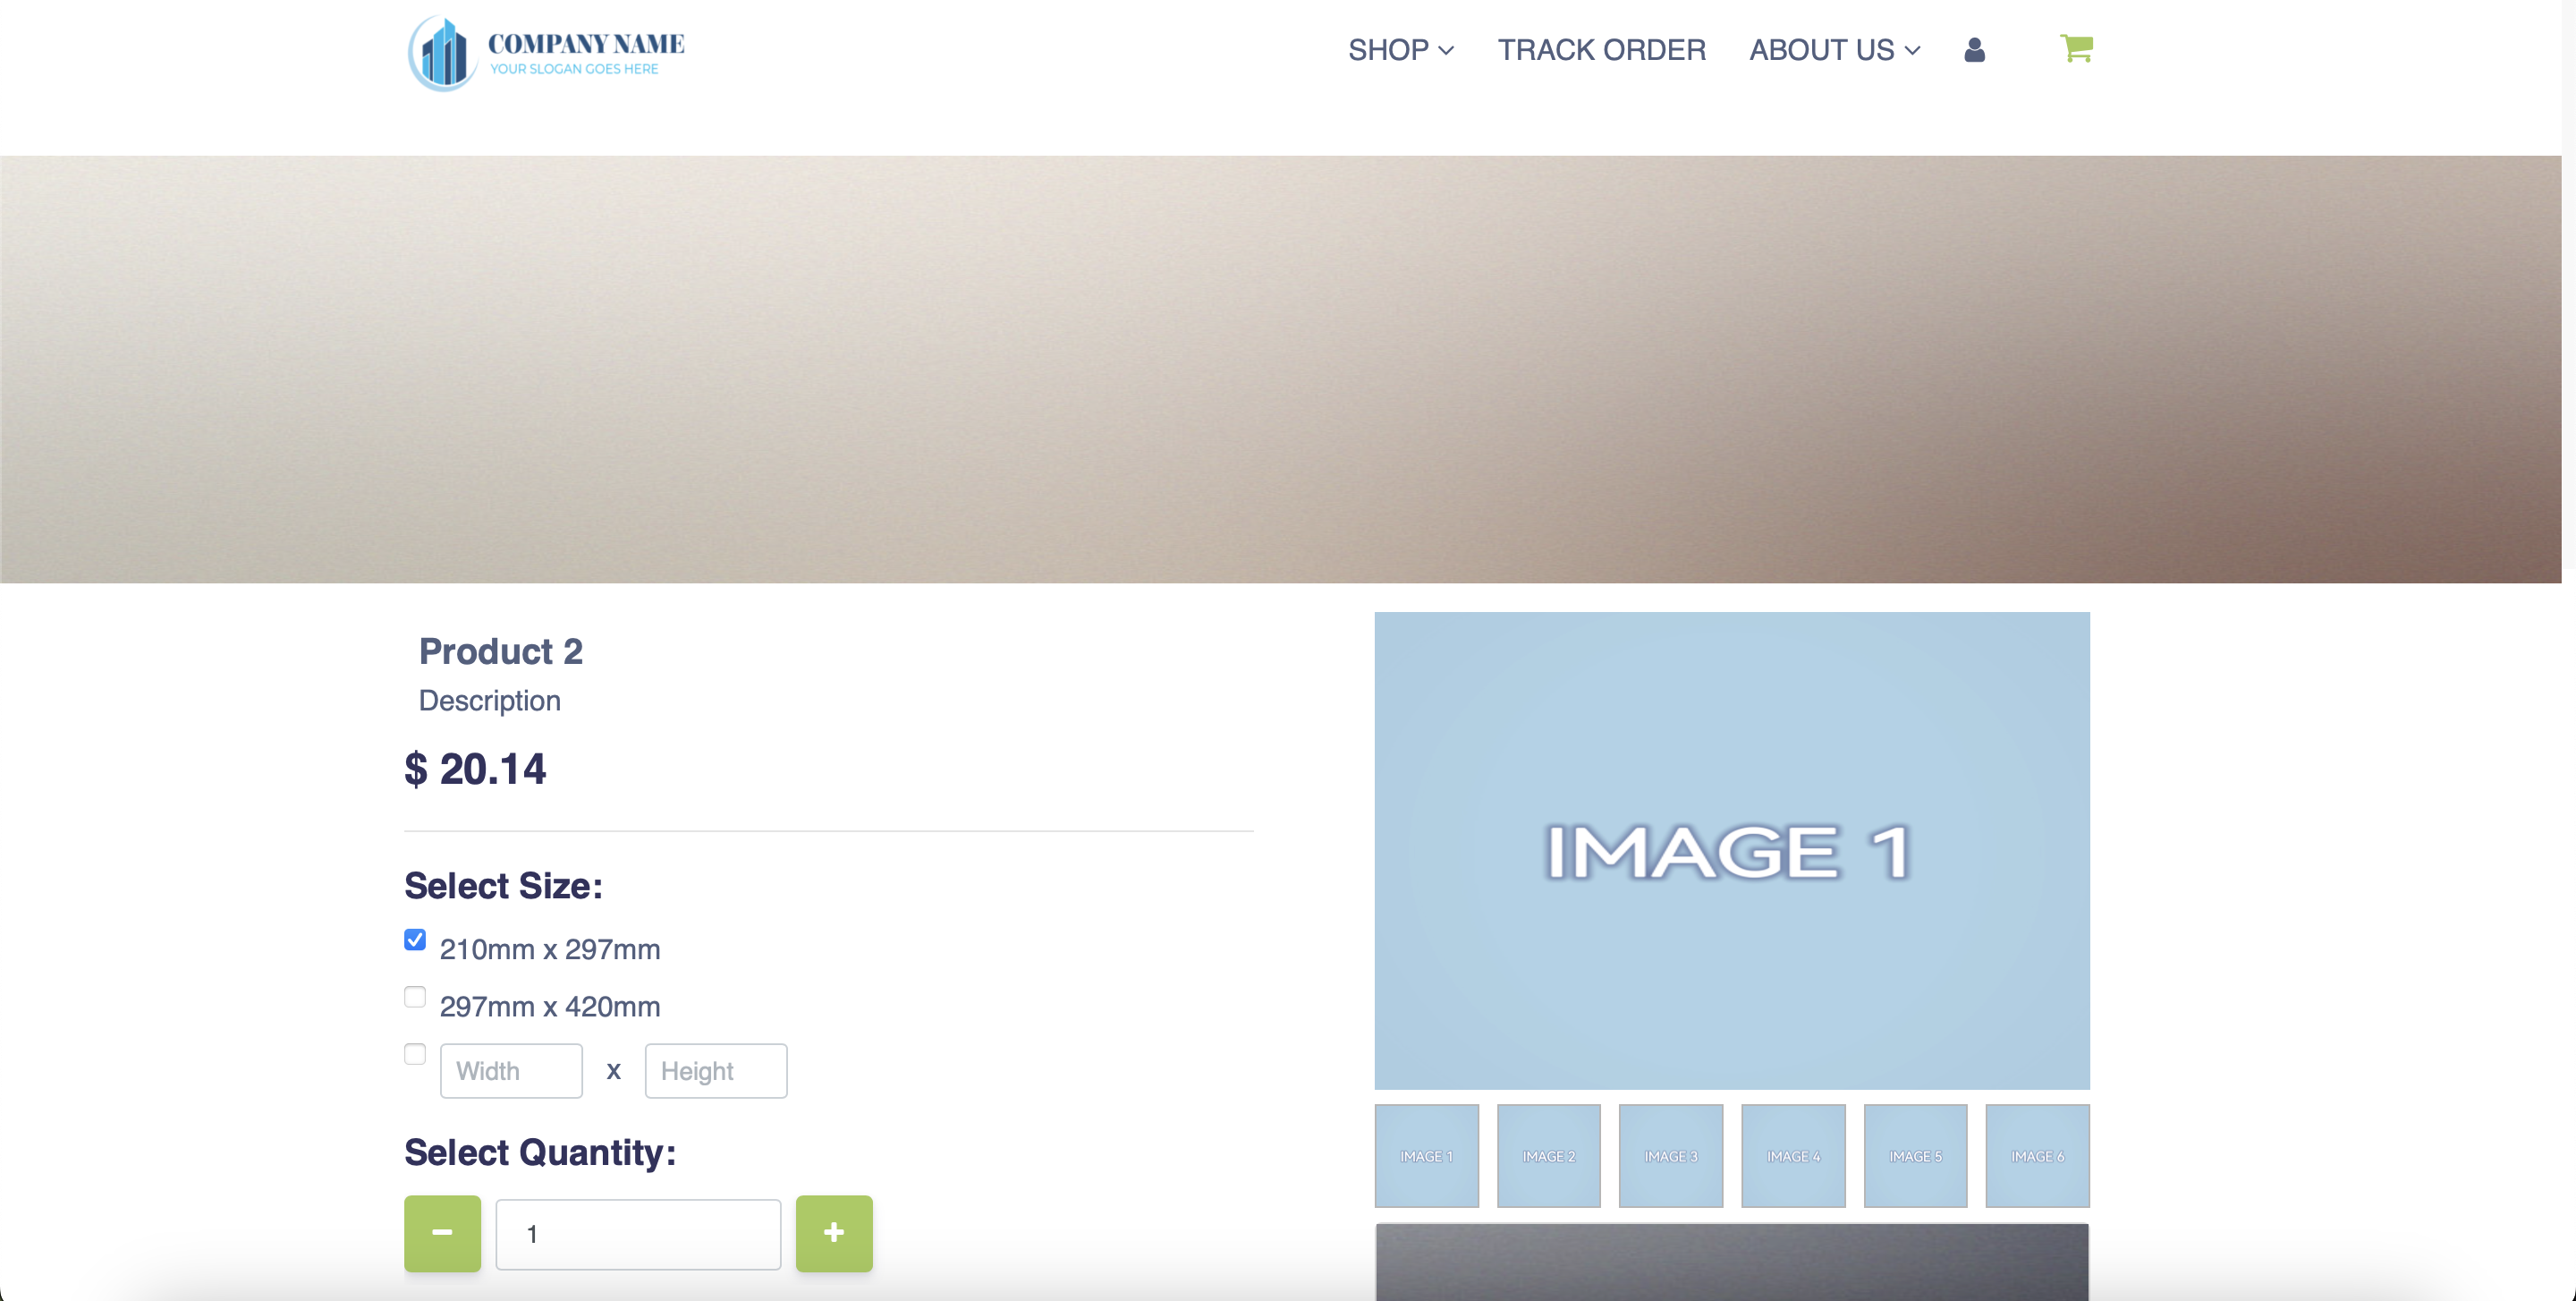 COMPANY NAME
YOUR SLOGAN GOES HERE
SHOP TRACK ORDER ABOUT US
Product 2
Description
$ 20.14
Select Size:
210mm x 297mm
297mm x 420mm
Width x Height
Select Quantity:
1
IMAGE 1
IMAGE 1 IMAGE 2 IMAGE 3 IMAGE 4 IMAGE 5 IMAGE 6